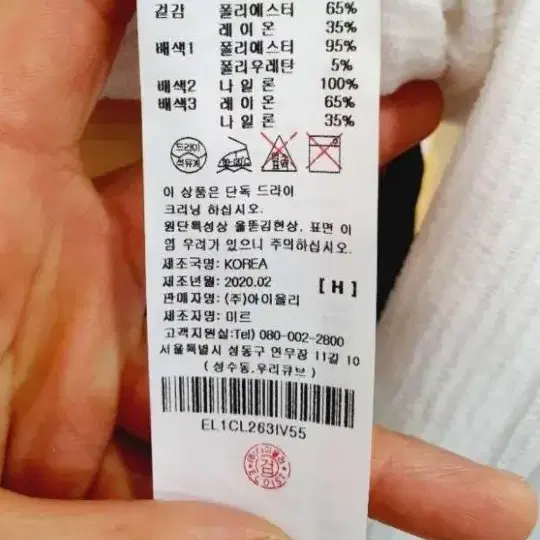 겉감 폴리에스터 65%
레 이 온 35%
배색1 폴리에스터 95%
폴리우레탄 5%
배색2 나 일 론 100%
배색3 레 이 온 65%
나 일 론 35%
드라이
석유계
이 상품은 단독 드라이
크리닝 하십시오.
원단특성상 올뜯김현상, 표면 이
염 우려가 있으니 주의하십시오.
제조국명: KOREA
제조년월: 2020.02 [ H ]
판매자명: (주)아이올리
제조자명: 미르
고객지원실:Tel) 080-002-2800
서울특별시 성동구 연무장 11길 10
( 성수동,우리큐브 )
EL1CL263IV55
검